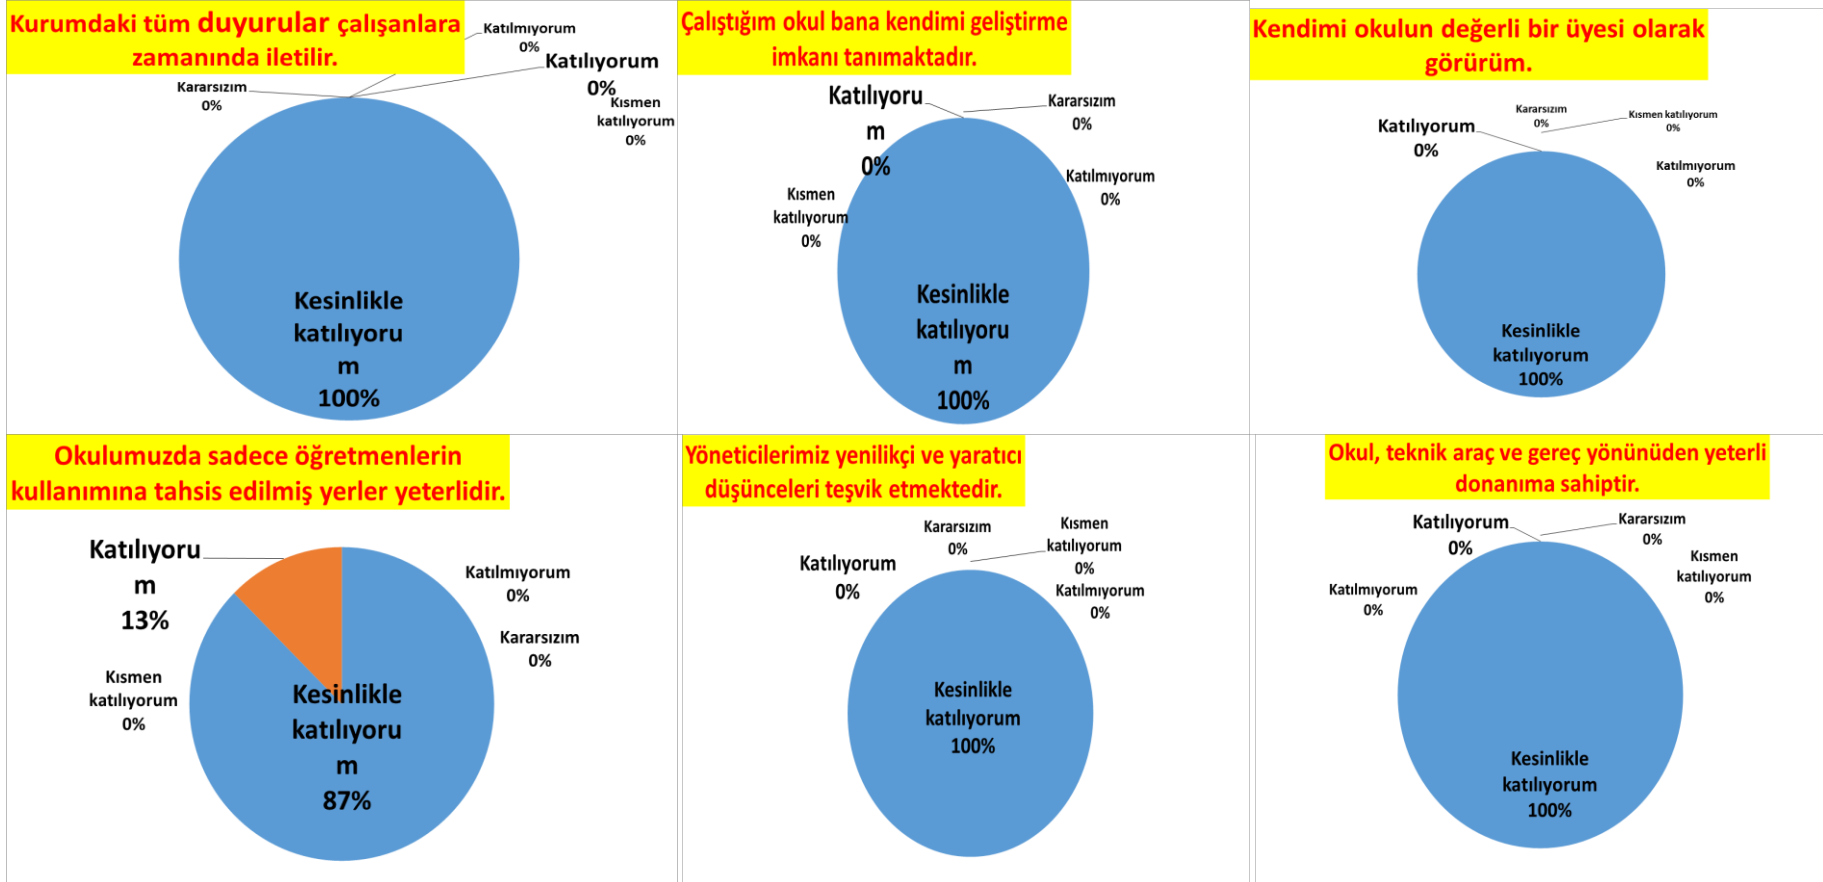 Kurumdaki tüm duyurular çalışanlara
zamanında iletilir.
Katılmıyorum
0%
Katılıyorum
0%
Kararsızım
0%
Kısmen
katılıyorum
0%
Kesinlikle
katılıyoru
m
100%
Çalıştığım okul bana kendimi geliştirme
imkanı tanımaktadır.
Katılıyoru
m
0%
Kararsızım
0%
Katılmıyorum
0%
Kısmen
katılıyorum
0%
Kesinlikle
katılıyoru
m
100%
Kendimi okulun değerli bir üyesi olarak
görürüm.
Kararsızım
0%
Kısmen katılıyorum
0%
Katılıyorum
0%
Katılmıyorum
0%
Kesinlikle
katılıyorum
100%
Okulumuzda sadece öğretmenlerin
kullanımına tahsis edilmiş yerler yeterlidir.
Katılıyoru
m
13%
Katılmıyorum
0%
Kararsızım
0%
Kısmen
katılıyorum
0%
Kesinlikle
katılıyoru
m
87%
Yöneticilerimiz yenilikçi ve yaratıcı
düşünceleri teşvik etmektedir.
Kararsızım
0%
Kısmen
katılıyorum
0%
Katılıyorum
0%
Katılmıyorum
0%
Kesinlikle
katılıyorum
100%
Okul, teknik araç ve gereç yönünüden yeterli
donanıma sahiptir.
Katılıyorum
0%
Kararsızım
0%
Kısmen
katılıyorum
0%
Katılmıyorum
0%
Kesinlikle
katılıyorum
100%